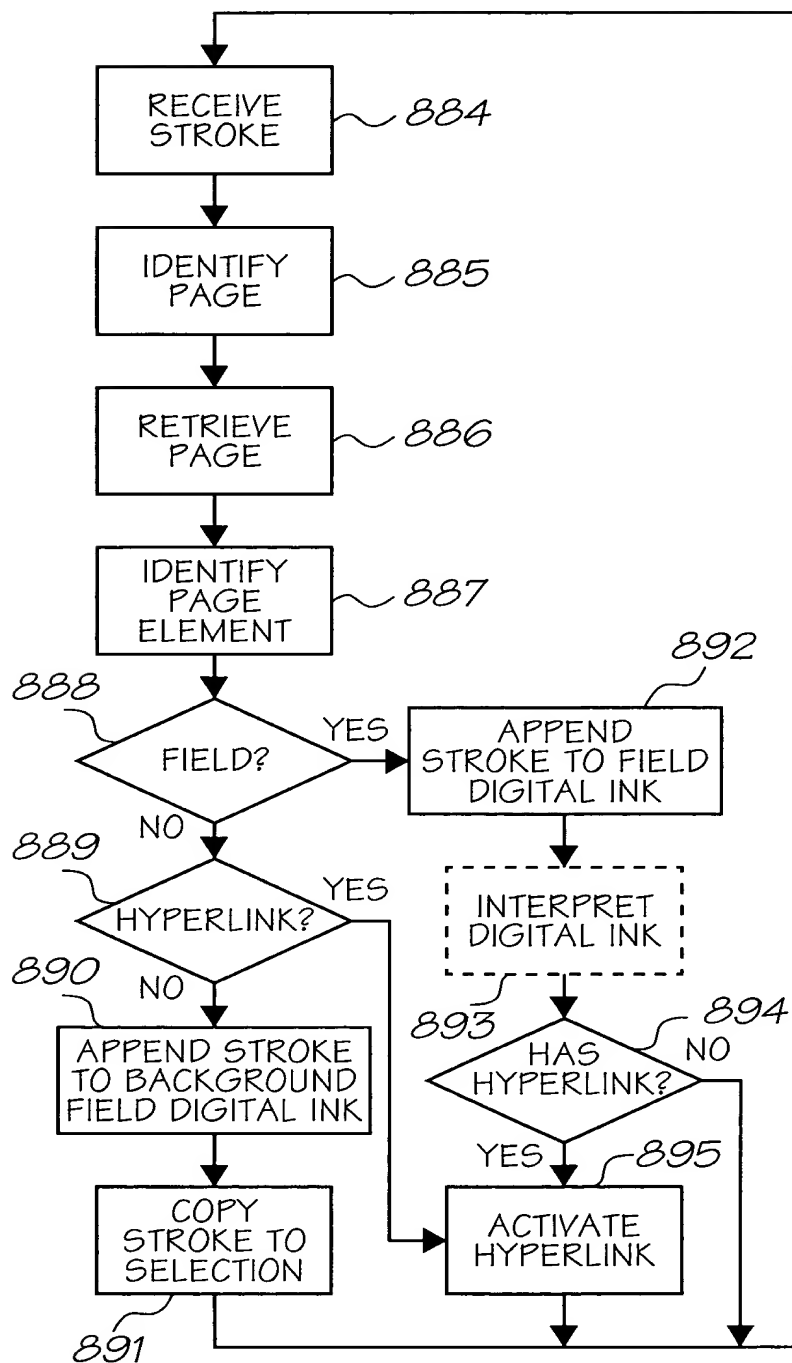 RECEIVE
STROKE
884
IDENTIFY
PAGE
885
RETRIEVE
PAGE
886
IDENTIFY
PAGE
ELEMENT
887
888
FIELD?
YES
NO
892
APPEND
STROKE TO FIELD
DIGITAL INK
889
HYPERLINK?
YES
NO
INTERPRET
DIGITAL INK
893
890
APPEND STROKE
TO BACKGROUND
FIELD DIGITAL INK
894
HAS
HYPERLINK?
NO
YES
COPY
STROKE TO
SELECTION
891
895
ACTIVATE
HYPERLINK